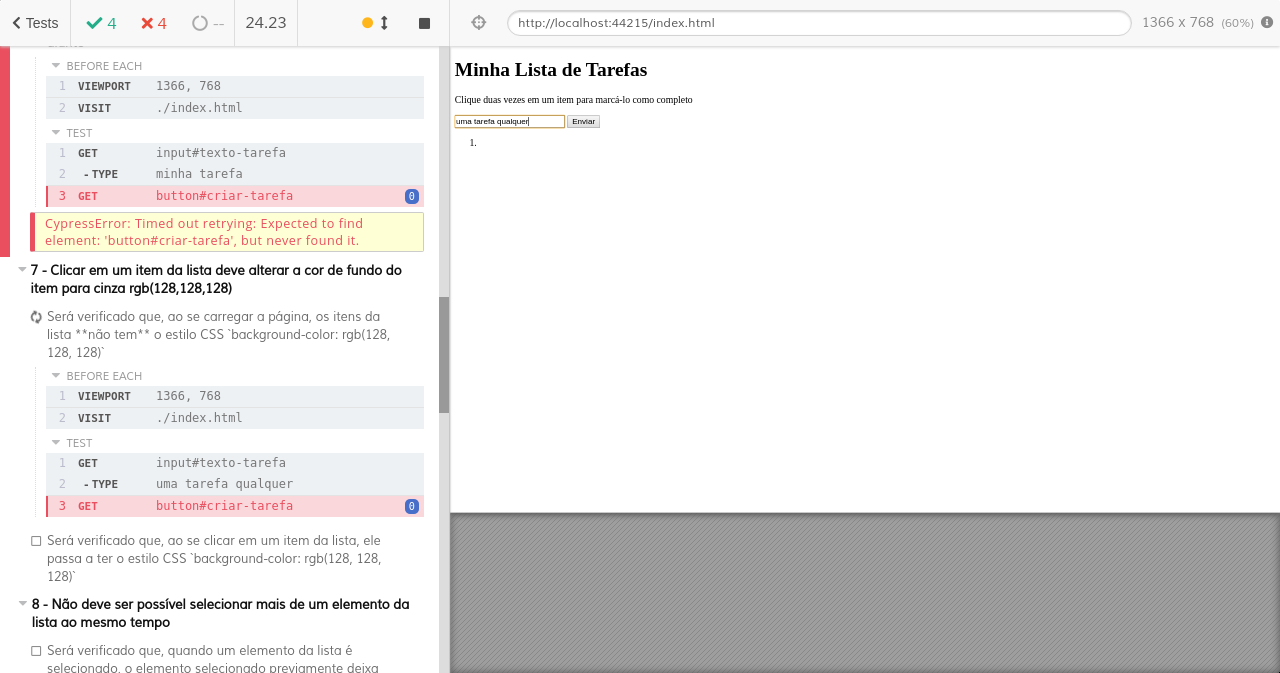 Tests 4 4 -- 24.23
BEFORE EACH
1 VIEWPORT 1366, 768
2 VISIT ./index.html
TEST
1 GET input#texto-tarefa
2 -TYPE minha tarefa
3 GET button#criar-tarefa 0
CypressError: Timed out retrying: Expected to find
element: 'button#criar-tarefa', but never found it.
7 - Clicar em um item da lista deve alterar a cor de fundo do
item para cinza rgb(128,128,128)
Será verificado que, ao se carregar a página, os itens da
lista **não tem** o estilo CSS `background-color: rgb(128,
128, 128)`
BEFORE EACH
1 VIEWPORT 1366, 768
2 VISIT ./index.html
TEST
1 GET input#texto-tarefa
2 -TYPE uma tarefa qualquer
3 GET button#criar-tarefa 0
Será verificado que, ao se clicar em um item da lista, ele
passa a ter o estilo CSS `background-color: rgb(128, 128,
128)`
8 - Não deve ser possível selecionar mais de um elemento da
lista ao mesmo tempo
Será verificado que, quando um elemento da lista é
selecionado, o elemento selecionado previamente deixa
http://localhost:44215/index.html 1366 x 768 (60%)
Minha Lista de Tarefas
Clique duas vezes em um item para marcá-lo como completo
uma tarefa qualquer Enviar
1.